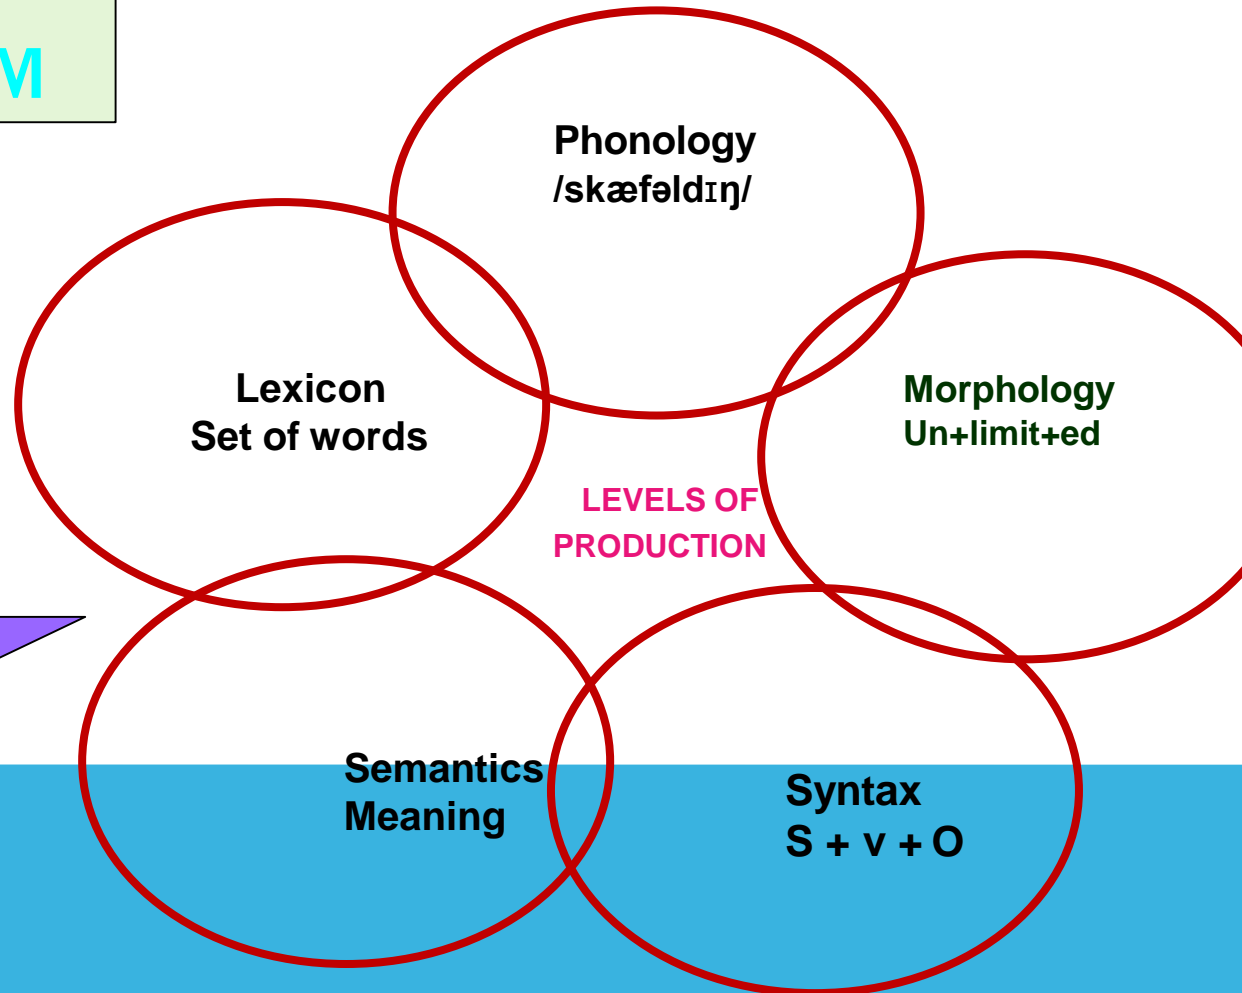 M
Phonology
/skæfəldɪŋ/
Lexicon
Set of words
Morphology
Un+limit+ed
LEVELS OF
PRODUCTION
Semantics
Meaning
Syntax
S + v + O